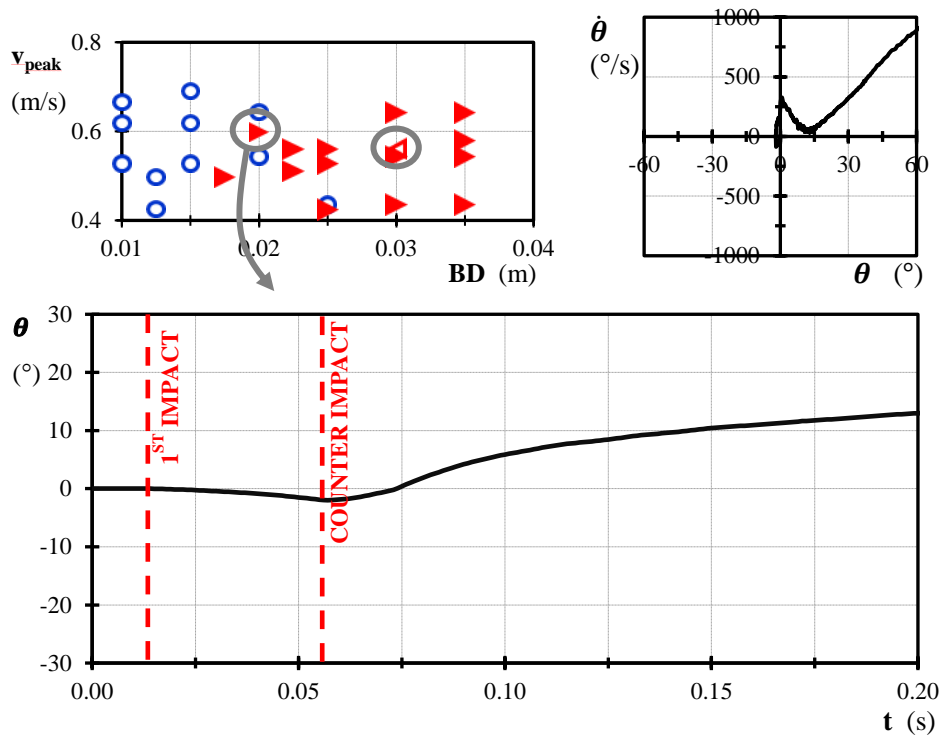 0.8
v_peak
(m/s)
0.6
0.4
0.01 0.02 0.03 0.04
BD (m)
θ̇
(°/s)
1000
500
0
-500
-1000
-60 -30 0 30 60
θ (°)
θ
(°)
30
20
10
0
-10
-20
-30
1ST IMPACT
COUNTER IMPACT
0.00 0.05 0.10 0.15 0.20
t (s)